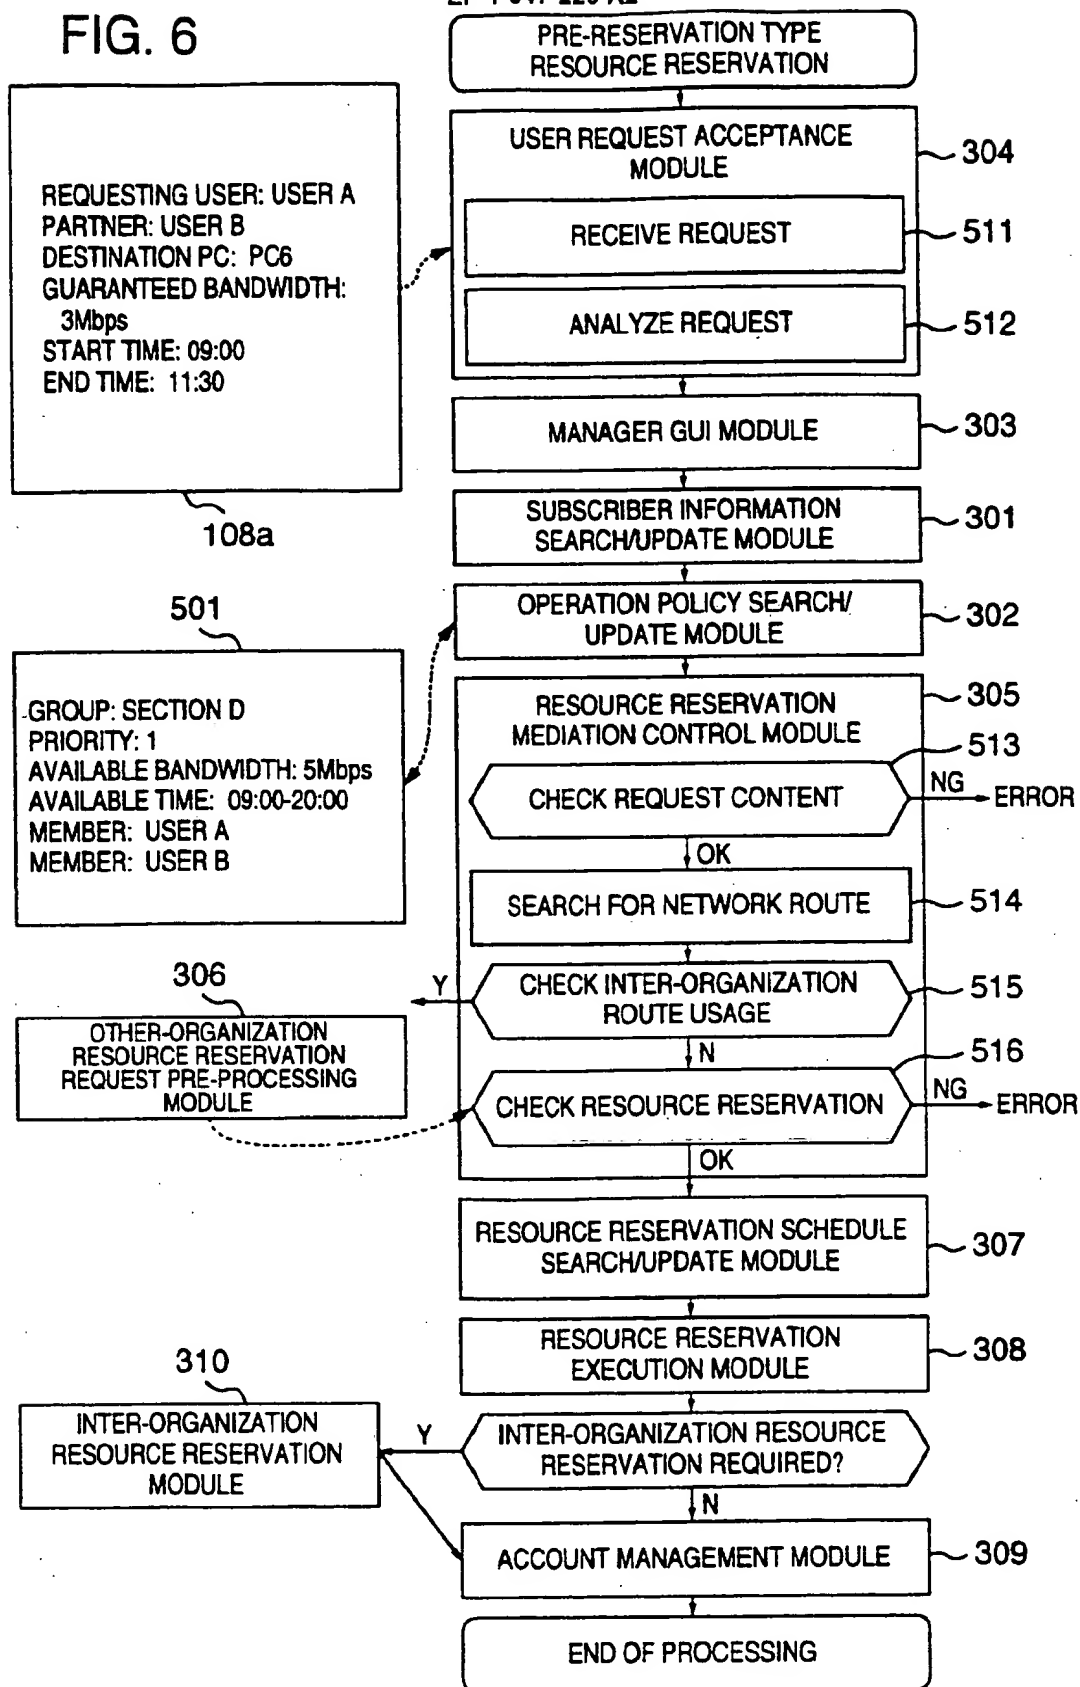 FIG. 6
PRE-RESERVATION TYPE
RESOURCE RESERVATION
REQUESTING USER: USER A
PARTNER: USER B
DESTINATION PC: PC6
GUARANTEED BANDWIDTH:
3Mbps
START TIME: 09:00
END TIME: 11:30
108a
USER REQUEST ACCEPTANCE
MODULE
304
RECEIVE REQUEST
511
ANALYZE REQUEST
512
MANAGER GUI MODULE
303
SUBSCRIBER INFORMATION
SEARCH/UPDATE MODULE
301
OPERATION POLICY SEARCH/
UPDATE MODULE
302
501
GROUP: SECTION D
PRIORITY: 1
AVAILABLE BANDWIDTH: 5Mbps
AVAILABLE TIME: 09:00-20:00
MEMBER: USER A
MEMBER: USER B
RESOURCE RESERVATION
MEDIATION CONTROL MODULE
305
513
CHECK REQUEST CONTENT
NG
ERROR
OK
SEARCH FOR NETWORK ROUTE
514
CHECK INTER-ORGANIZATION
ROUTE USAGE
515
Y
N
306
OTHER-ORGANIZATION
RESOURCE RESERVATION
REQUEST PRE-PROCESSING
MODULE
516
CHECK RESOURCE RESERVATION
NG
ERROR
OK
RESOURCE RESERVATION SCHEDULE
SEARCH/UPDATE MODULE
307
RESOURCE RESERVATION
EXECUTION MODULE
308
310
INTER-ORGANIZATION
RESOURCE RESERVATION
MODULE
Y
INTER-ORGANIZATION RESOURCE
RESERVATION REQUIRED?
N
ACCOUNT MANAGEMENT MODULE
309
END OF PROCESSING